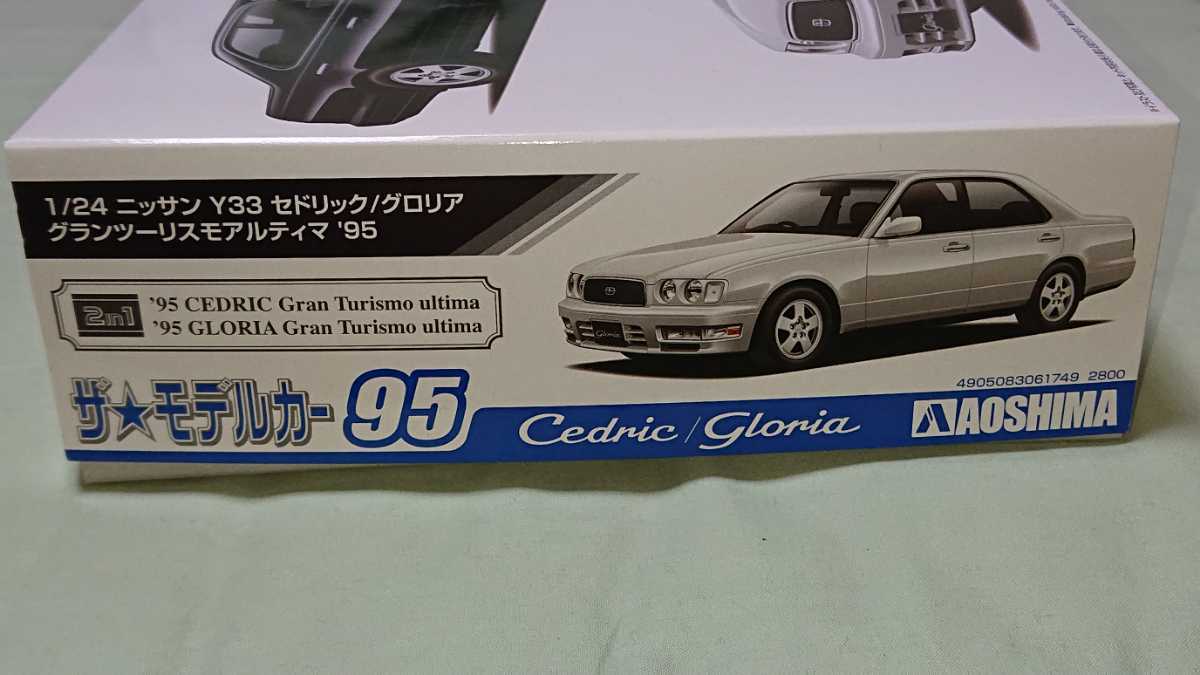 1/24 ニッサン Y33 セドリック/グロリア
グランツーリスモアルティマ '95
2in1
'95 CEDRIC Gran Turismo ultima
'95 GLORIA Gran Turismo ultima
Gloria
4905083061749 2800
ザ★モデルカー 95
Cedric/Gloria
AOSHIMA